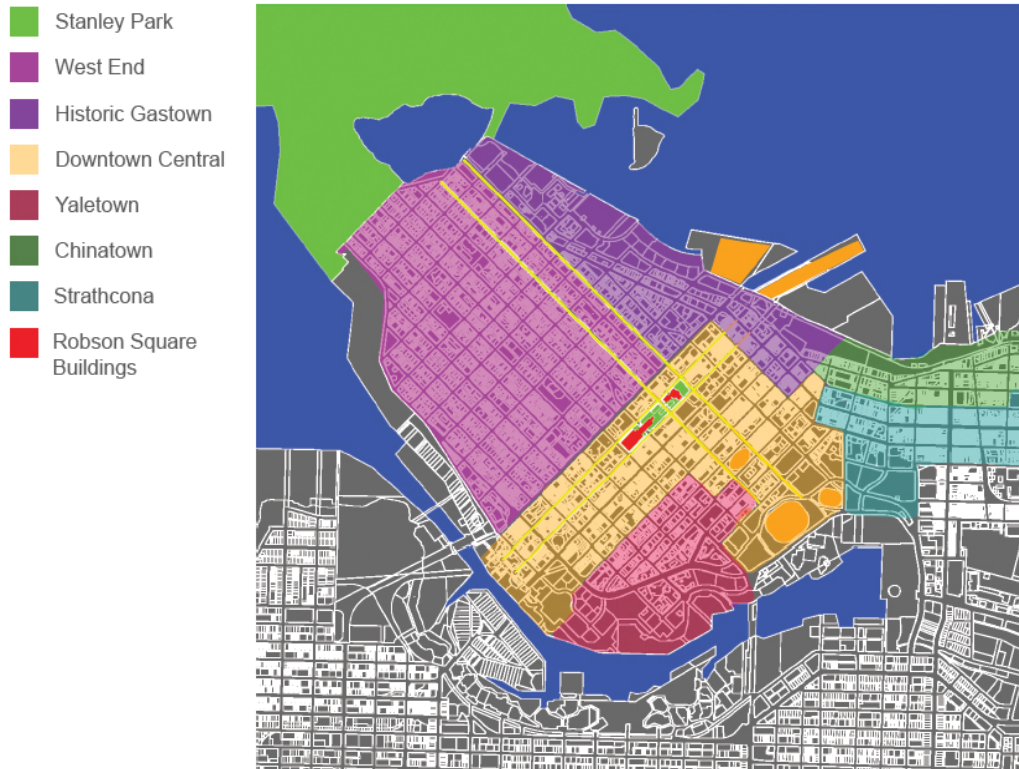 Stanley Park
West End
Historic Gastown
Downtown Central
Yaletown
Chinatown
Strathcona
Robson Square
Buildings